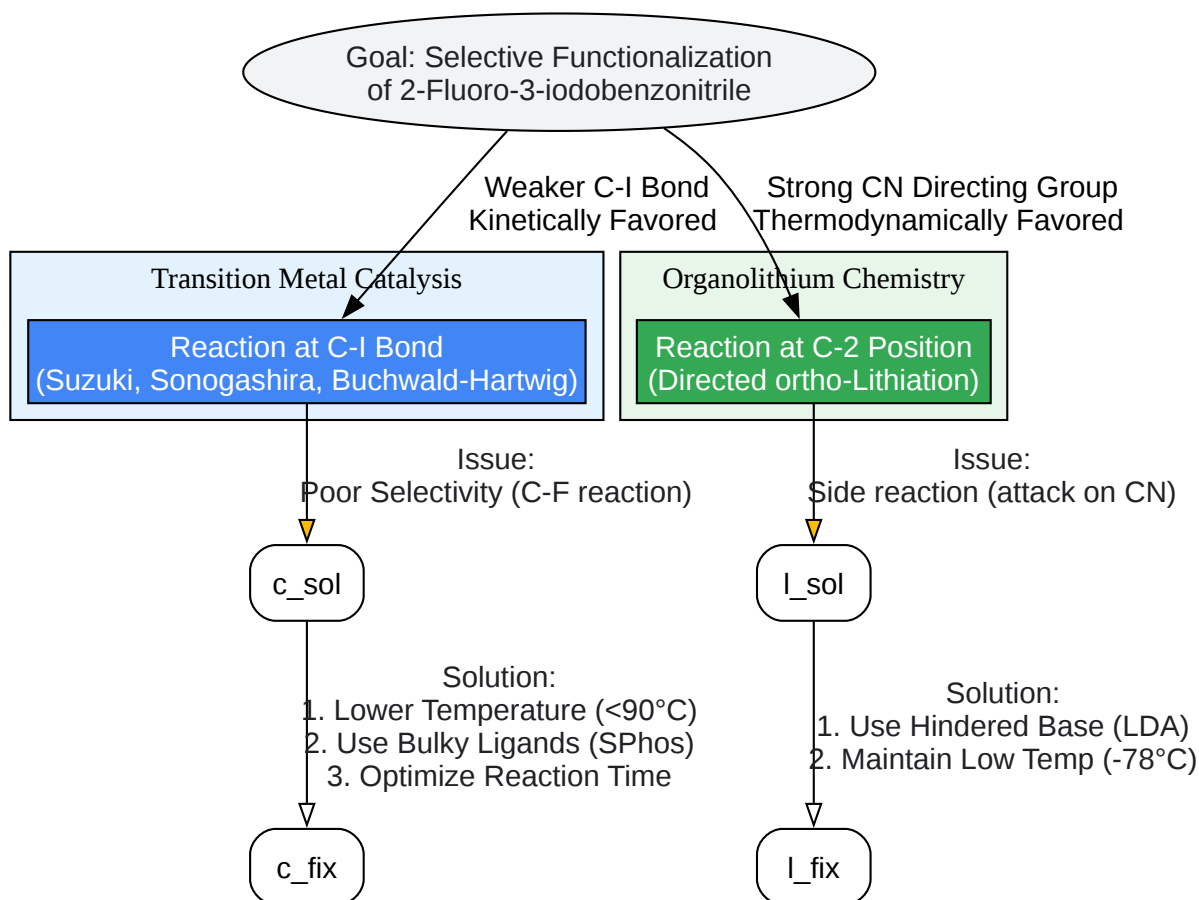 Goal: Selective Functionalization
of 2-Fluoro-3-iodobenzonitrile
Weaker C-I Bond
Kinetically Favored
Strong CN Directing Group
Thermodynamically Favored
Transition Metal Catalysis
Reaction at C-I Bond
(Suzuki, Sonogashira, Buchwald-Hartwig)
Organolithium Chemistry
Reaction at C-2 Position
(Directed ortho-Lithiation)
Issue:
Poor Selectivity (C-F reaction)
Issue:
Side reaction (attack on CN)
c_sol
l_sol
Solution:
1. Lower Temperature (<90°C)
2. Use Bulky Ligands (SPhos)
3. Optimize Reaction Time
Solution:
1. Use Hindered Base (LDA)
2. Maintain Low Temp (-78°C)
c_fix
l_fix